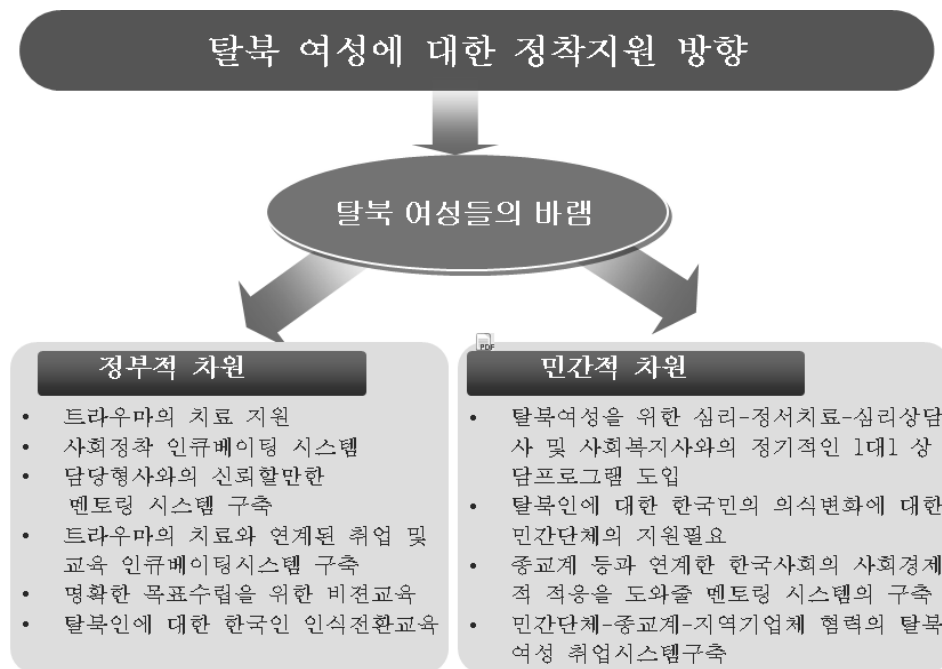 탈북 여성에 대한 정착지원 방향
탈북 여성들의 바램
정부적 차원
• 트라우마의 치료 지원
• 사회정착 인큐베이팅 시스템
• 담당형사와의 신뢰할만한
멘토링 시스템 구축
• 트라우마의 치료와 연계된 취업 및
교육 인큐베이팅시스템 구축
• 명확한 목표수립을 위한 비젼교육
• 탈북인에 대한 한국인 인식전환교육
PDF
민간적 차원
• 탈북여성을 위한 심리-정서치료-심리상담
사 및 사회복지사와의 정기적인 1대1 상
담프로그램 도입
• 탈북인에 대한 한국민의 의식변화에 대한
민간단체의 지원필요
• 종교계 등과 연계한 한국사회의 사회경제
적 적응을 도와줄 멘토링 시스템의 구축
• 민간단체-종교계-지역기업체 협력의 탈북
여성 취업시스템구축